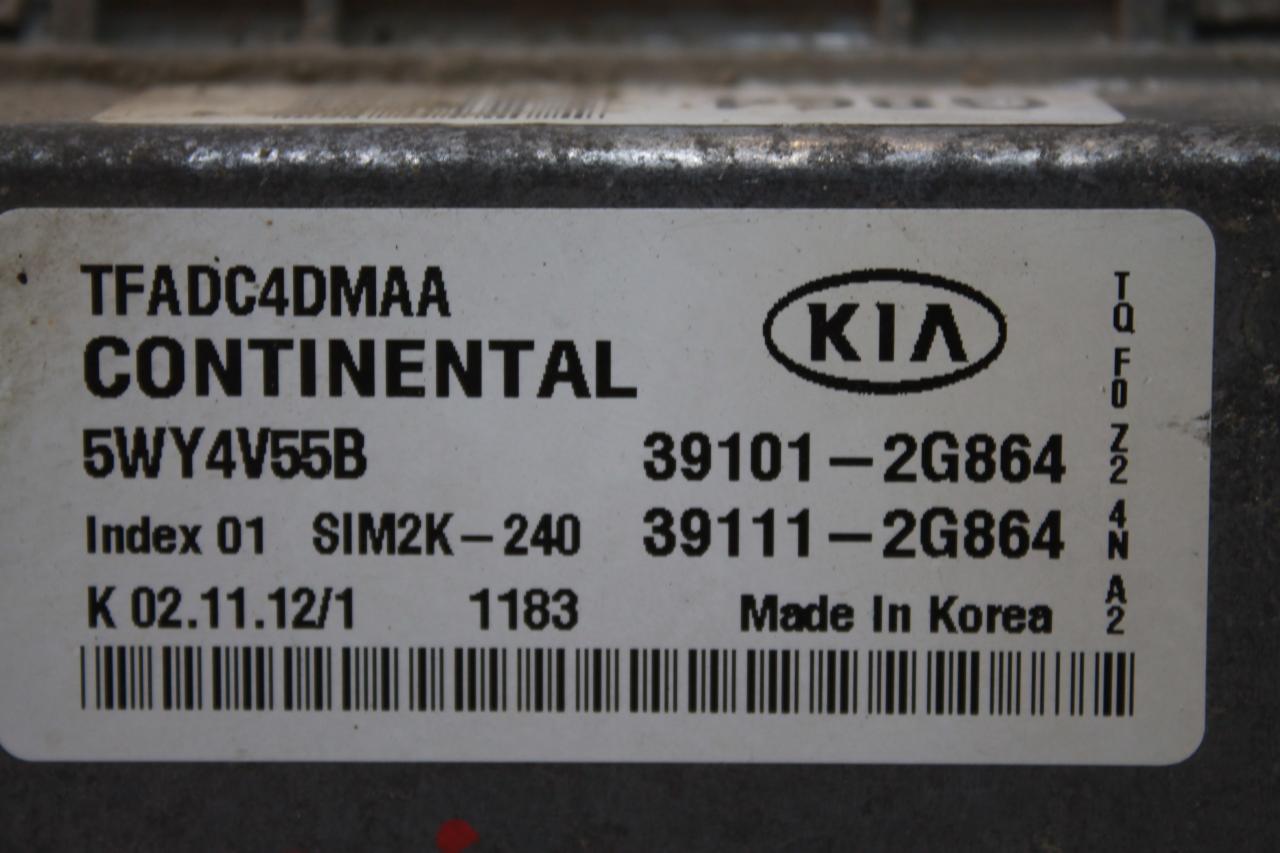 TFADC4DMAA
CONTINENTAL
KIA
5WY4V55B
39101-2G864
Index 01 SIM2K-240
39111-2G864
K 02.11.12/1 1183
Made In Korea
TQ F0 Z2 4N A2